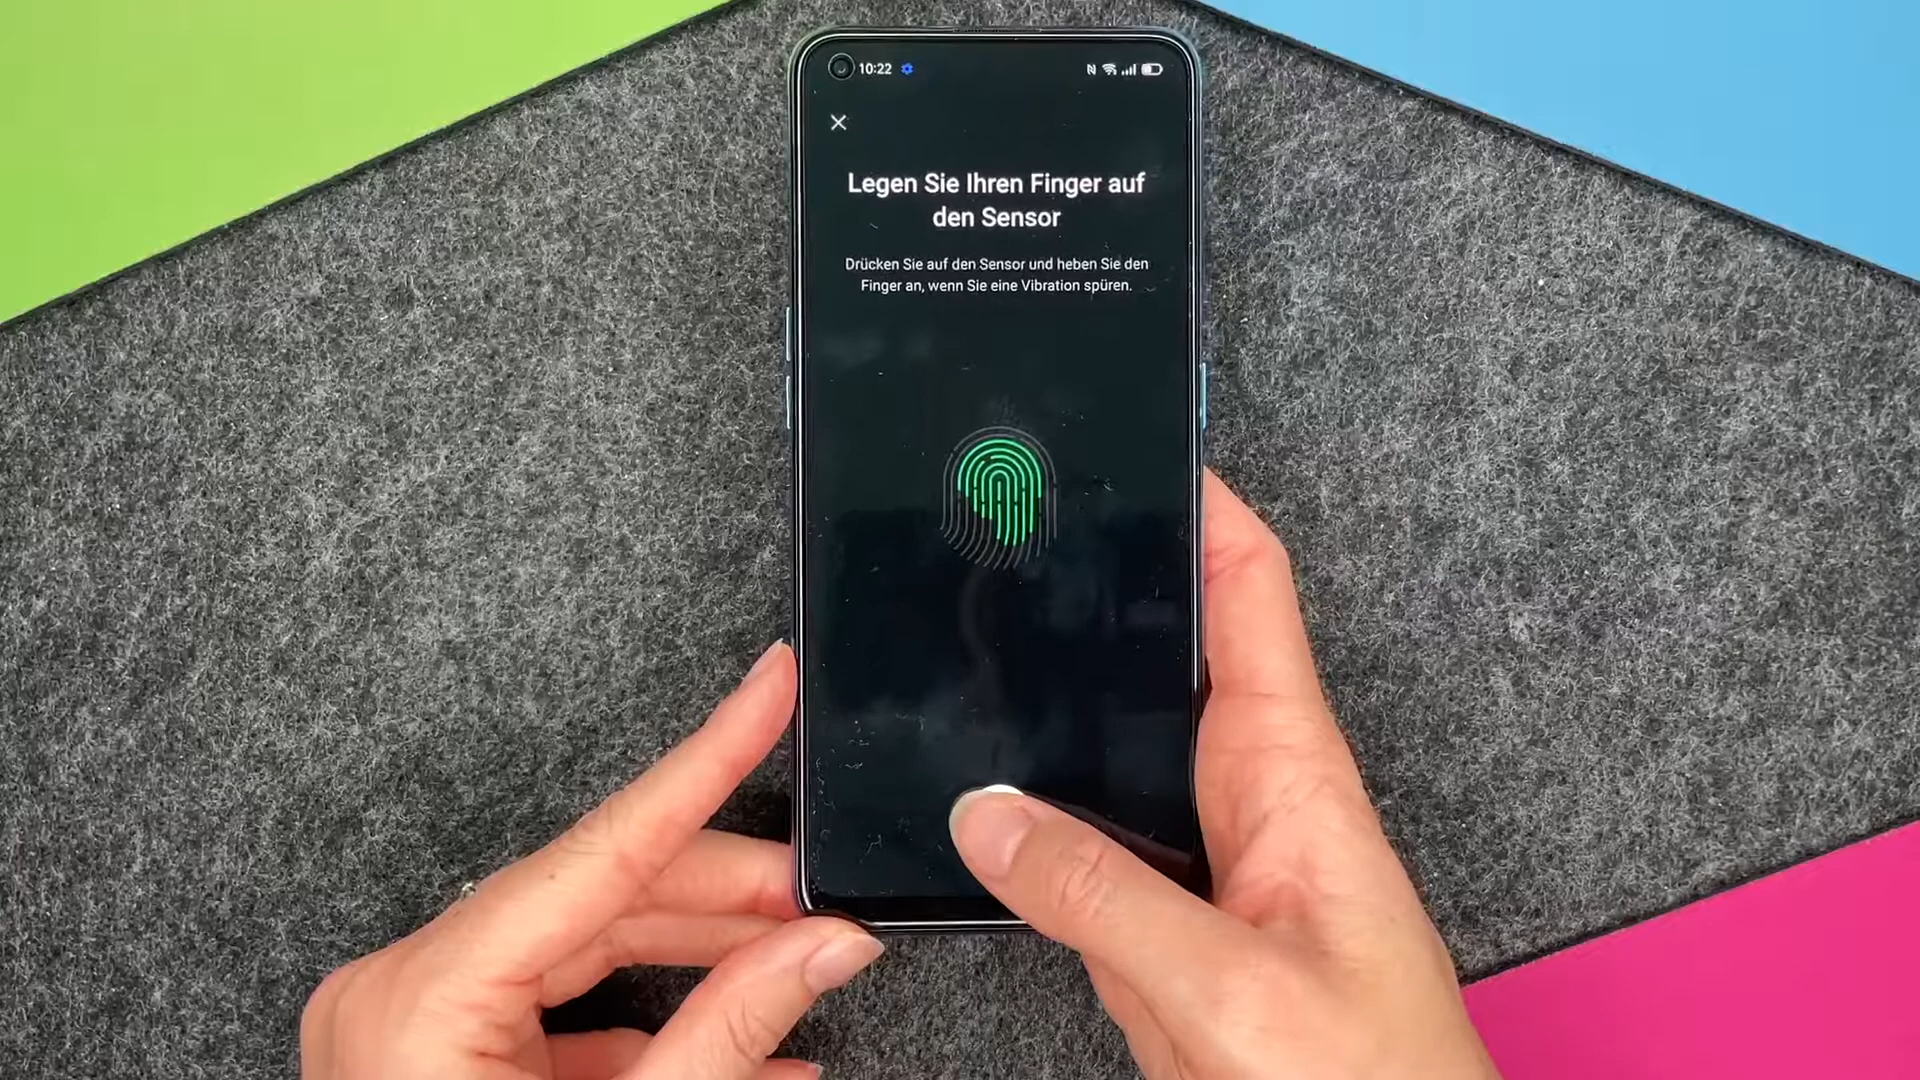 10:22
Legen Sie Ihren Finger auf
den Sensor
Drücken Sie auf den Sensor und heben Sie den
Finger an, wenn Sie eine Vibration spüren.